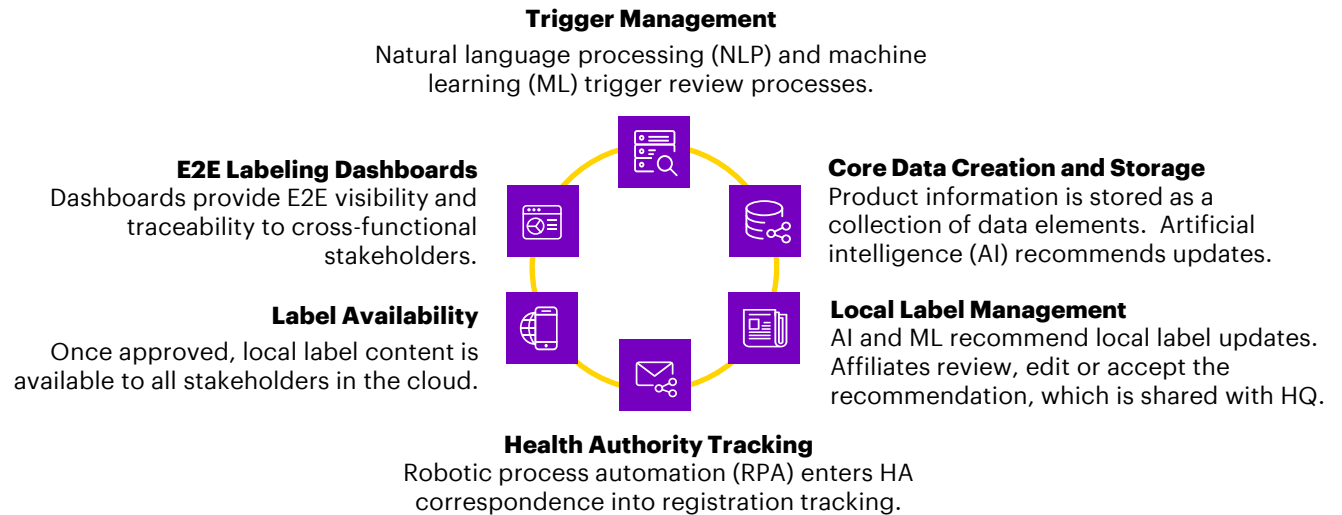 Trigger Management
Natural language processing (NLP) and machine
learning (ML) trigger review processes.
E2E Labeling Dashboards
Dashboards provide E2E visibility and
traceability to cross-functional
stakeholders.
Core Data Creation and Storage
Product information is stored as a
collection of data elements.  Artificial
intelligence (AI) recommends updates.
Label Availability
Once approved, local label content is
available to all stakeholders in the cloud.
Local Label Management
AI and ML recommend local label updates.
Affiliates review, edit or accept the
recommendation, which is shared with HQ.
Health Authority Tracking
Robotic process automation (RPA) enters HA
correspondence into registration tracking.